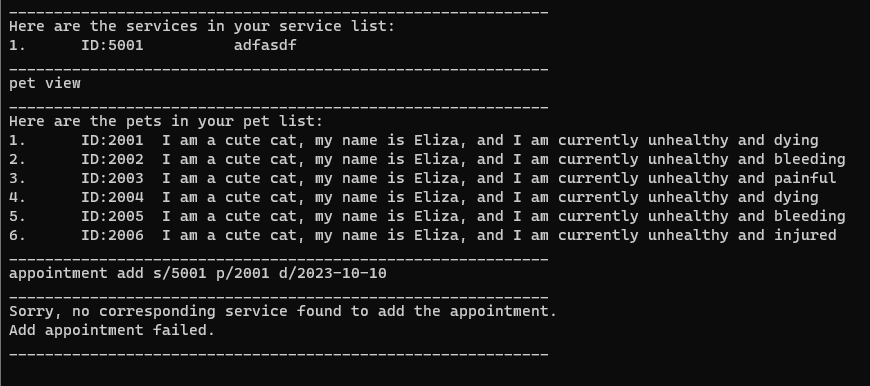 ____________________________________________________________
Here are the services in your service list:
1.      ID:5001          adfasdf
____________________________________________________________
pet view
____________________________________________________________
Here are the pets in your pet list:
1.      ID:2001  I am a cute cat, my name is Eliza, and I am currently unhealthy and dying
2.      ID:2002  I am a cute cat, my name is Eliza, and I am currently unhealthy and bleeding
3.      ID:2003  I am a cute cat, my name is Eliza, and I am currently unhealthy and painful
4.      ID:2004  I am a cute cat, my name is Eliza, and I am currently unhealthy and dying
5.      ID:2005  I am a cute cat, my name is Eliza, and I am currently unhealthy and bleeding
6.      ID:2006  I am a cute cat, my name is Eliza, and I am currently unhealthy and injured
____________________________________________________________
appointment add s/5001 p/2001 d/2023-10-10
____________________________________________________________
Sorry, no corresponding service found to add the appointment.
Add appointment failed.
____________________________________________________________